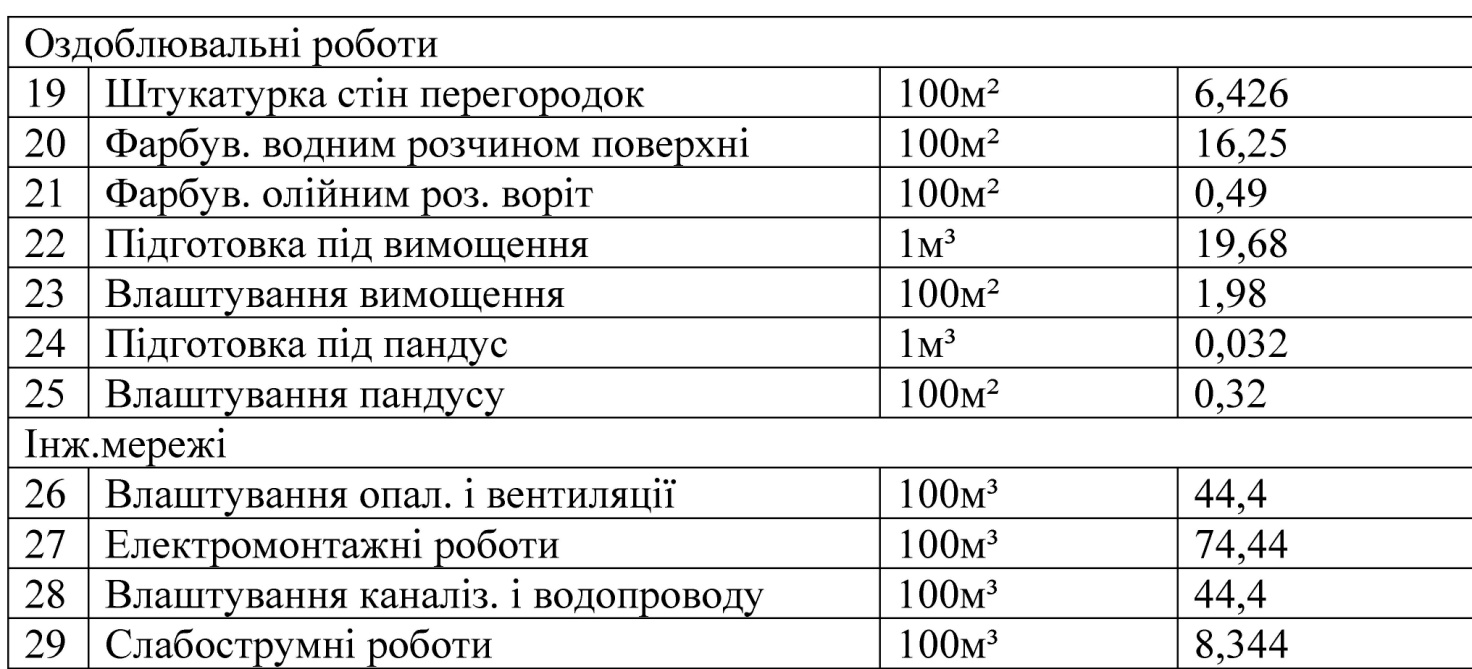 Оздоблювальні роботи
19 Штукатурка стін перегородок 100м² 6,426
20 Фарбув. водним розчином поверхні 100м² 16,25
21 Фарбув. олійним роз. воріт 100м² 0,49
22 Підготовка під вимощення 1м³ 19,68
23 Влаштування вимощення 100м² 1,98
24 Підготовка під пандус 1м³ 0,032
25 Влаштування пандусу 100м² 0,32
Інж.мережі
26 Влаштування опал. і вентиляції 100м³ 44,4
27 Електромонтажні роботи 100м³ 74,44
28 Влаштування каналіз. і водопроводу 100м³ 44,4
29 Слабострумні роботи 100м³ 8,344